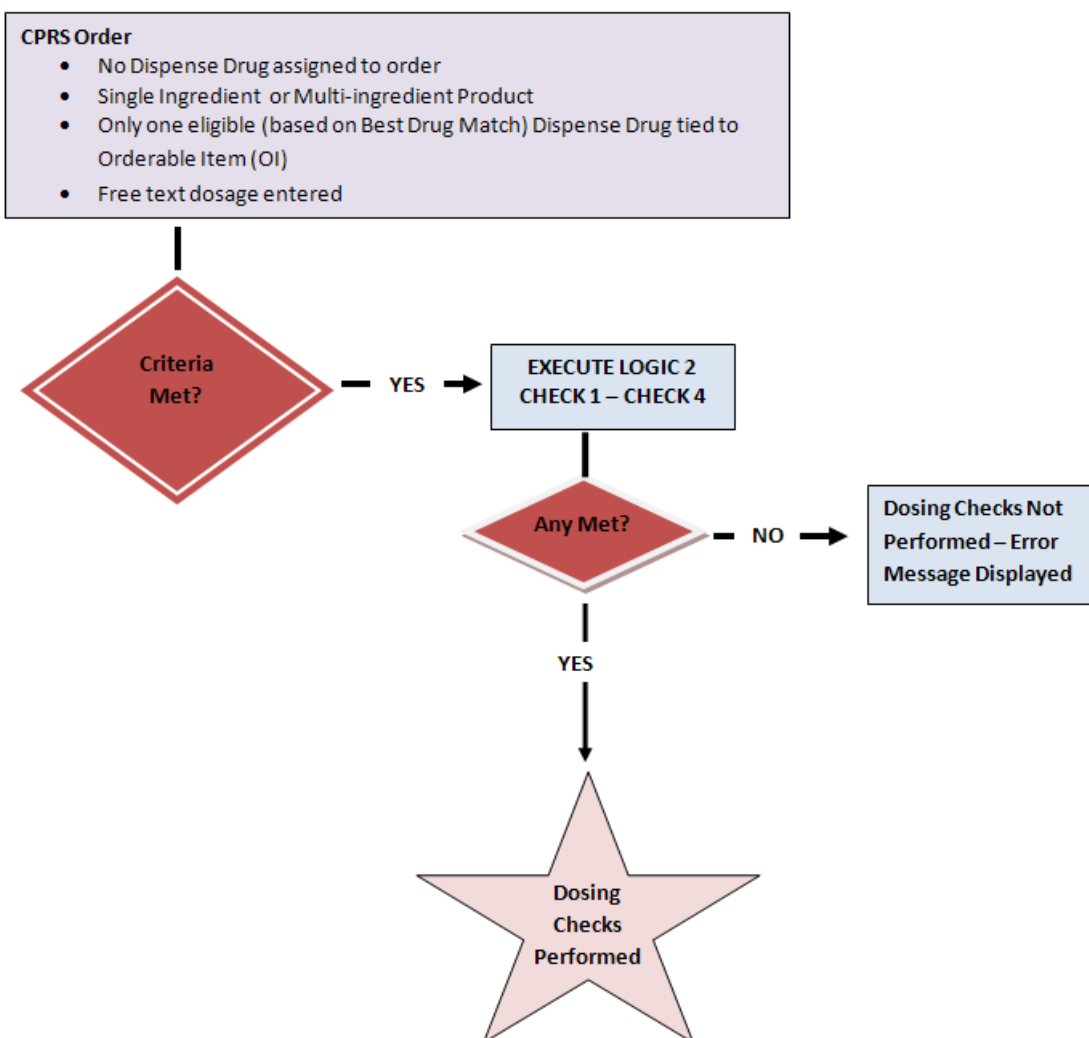 CPRS Order
• No Dispense Drug assigned to order
• Single Ingredient or Multi-ingredient Product
• Only one eligible (based on Best Drug Match) Dispense Drug tied to
Orderable Item (OI)
• Free text dosage entered
Criteria
Met?
YES
EXECUTE LOGIC 2
CHECK 1 – CHECK 4
Any Met?
NO
Dosing Checks Not
Performed – Error
Message Displayed
YES
Dosing
Checks
Performed